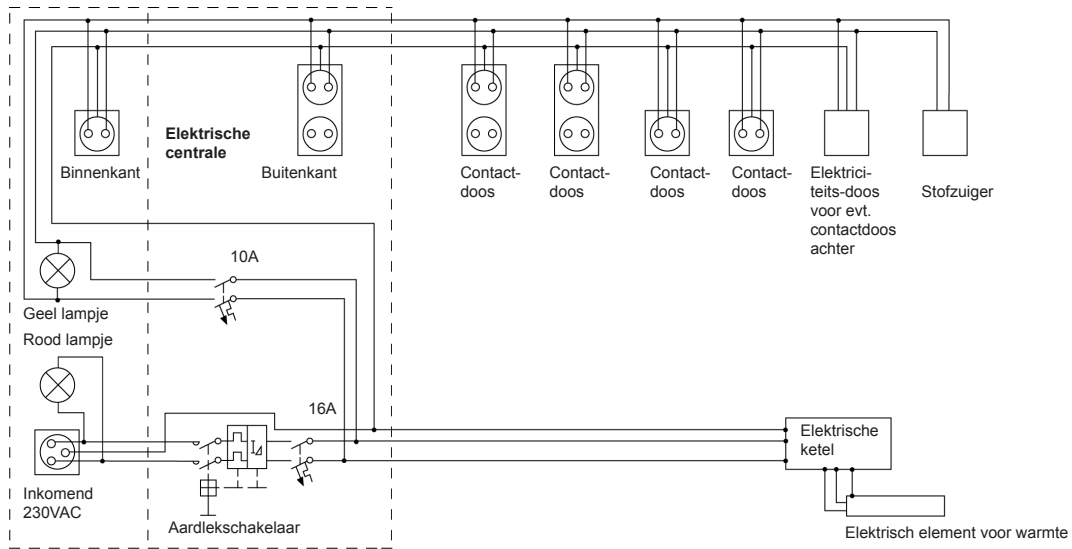 Elektrische
centrale
Binnenkant
Buitenkant
Contact-
doos
Contact-
doos
Contact-
doos
Contact-
doos
Elektrici-
teits-doos
voor evt.
contactdoos
achter
Stofzuiger
10A
Geel lampje
Rood lampje
16A
Elektrische
ketel
I
Inkomend
230VAC
Aardlekschakelaar
Elektrisch element voor warmte